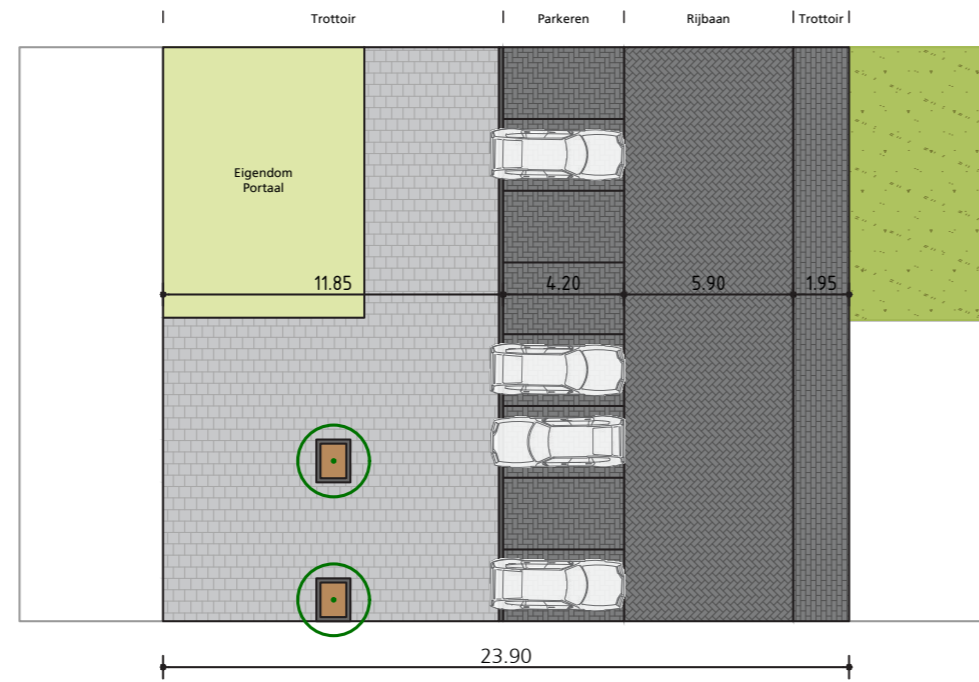 Trottoir
Parkeren
Rijbaan
Trottoir
Eigendom
Portaal
11.85
4.20
5.90
1.95
23.90